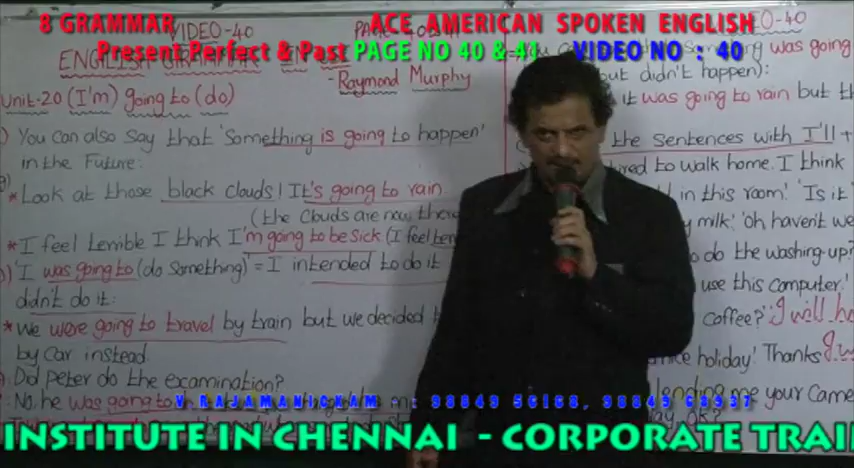 8 GRAMMAR
ACE AMERICAN SPOKEN ENGLISH
Present Perfect & Past PAGE NO 40 & 41 VIDEO NO : 40
VIDEO-40
ENGLISH
Raymond Murphy
Unit-20 (I'm) going to (do)
You can also say that 'something is going to happen'
in the Future:
* Look at those black clouds! It's going to rain
(the clouds are now there
* I feel terrible I think I'm going to be sick (I feel
'I was going to (do something)' = I intended to do it
didn't do it:
* We were going to travel by train but we decided
by car instead.
Did peter do the examination?
No, he was going to
was going
but didn't happen):
it was going to rain but
the sentences with I'll +
to walk home. I think
in this room.' 'Is it
milk.' 'oh haven't we
do the washing-up?
use this computer.'
coffee?' I will
holiday' Thanks
lending me your
V. RAJAMANICKAM : : 98849 56168, 98849 68937
INSTITUTE IN CHENNAI - CORPORATE TRAI